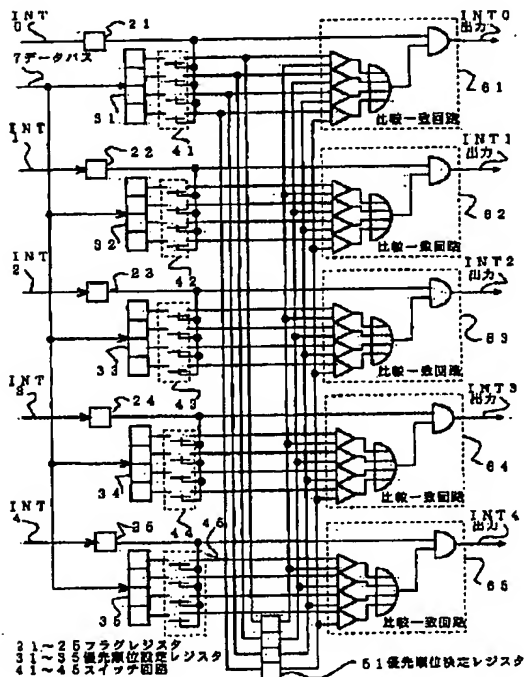 INT
0
21
INT0
出力
7データバス
31
41
61
比較一致回路
INT
1
22
INT1
出力
32
42
62
比較一致回路
INT
2
23
INT2
出力
33
43
63
比較一致回路
INT
3
24
INT3
出力
34
44
64
比較一致回路
INT
4
25
45
INT4
出力
35
65
比較一致回路
21～25フラグレジスタ
31～35優先順位設定レジスタ
41～45スイッチ回路
51優先順位決定レジスタ